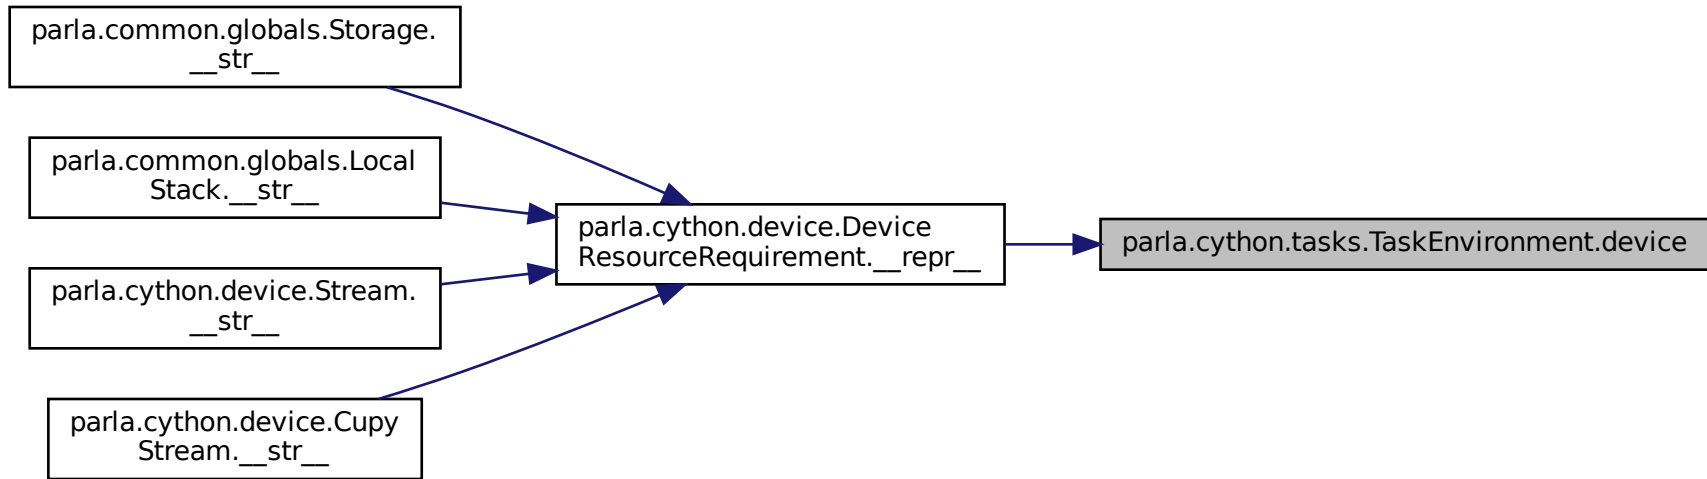 parla.common.globals.Storage.
__str__
parla.common.globals.Local
Stack.__str__
parla.cython.device.Stream.
__str__
parla.cython.device.Cupy
Stream.__str__
parla.cython.device.Device
ResourceRequirement.__repr__
parla.cython.tasks.TaskEnvironment.device